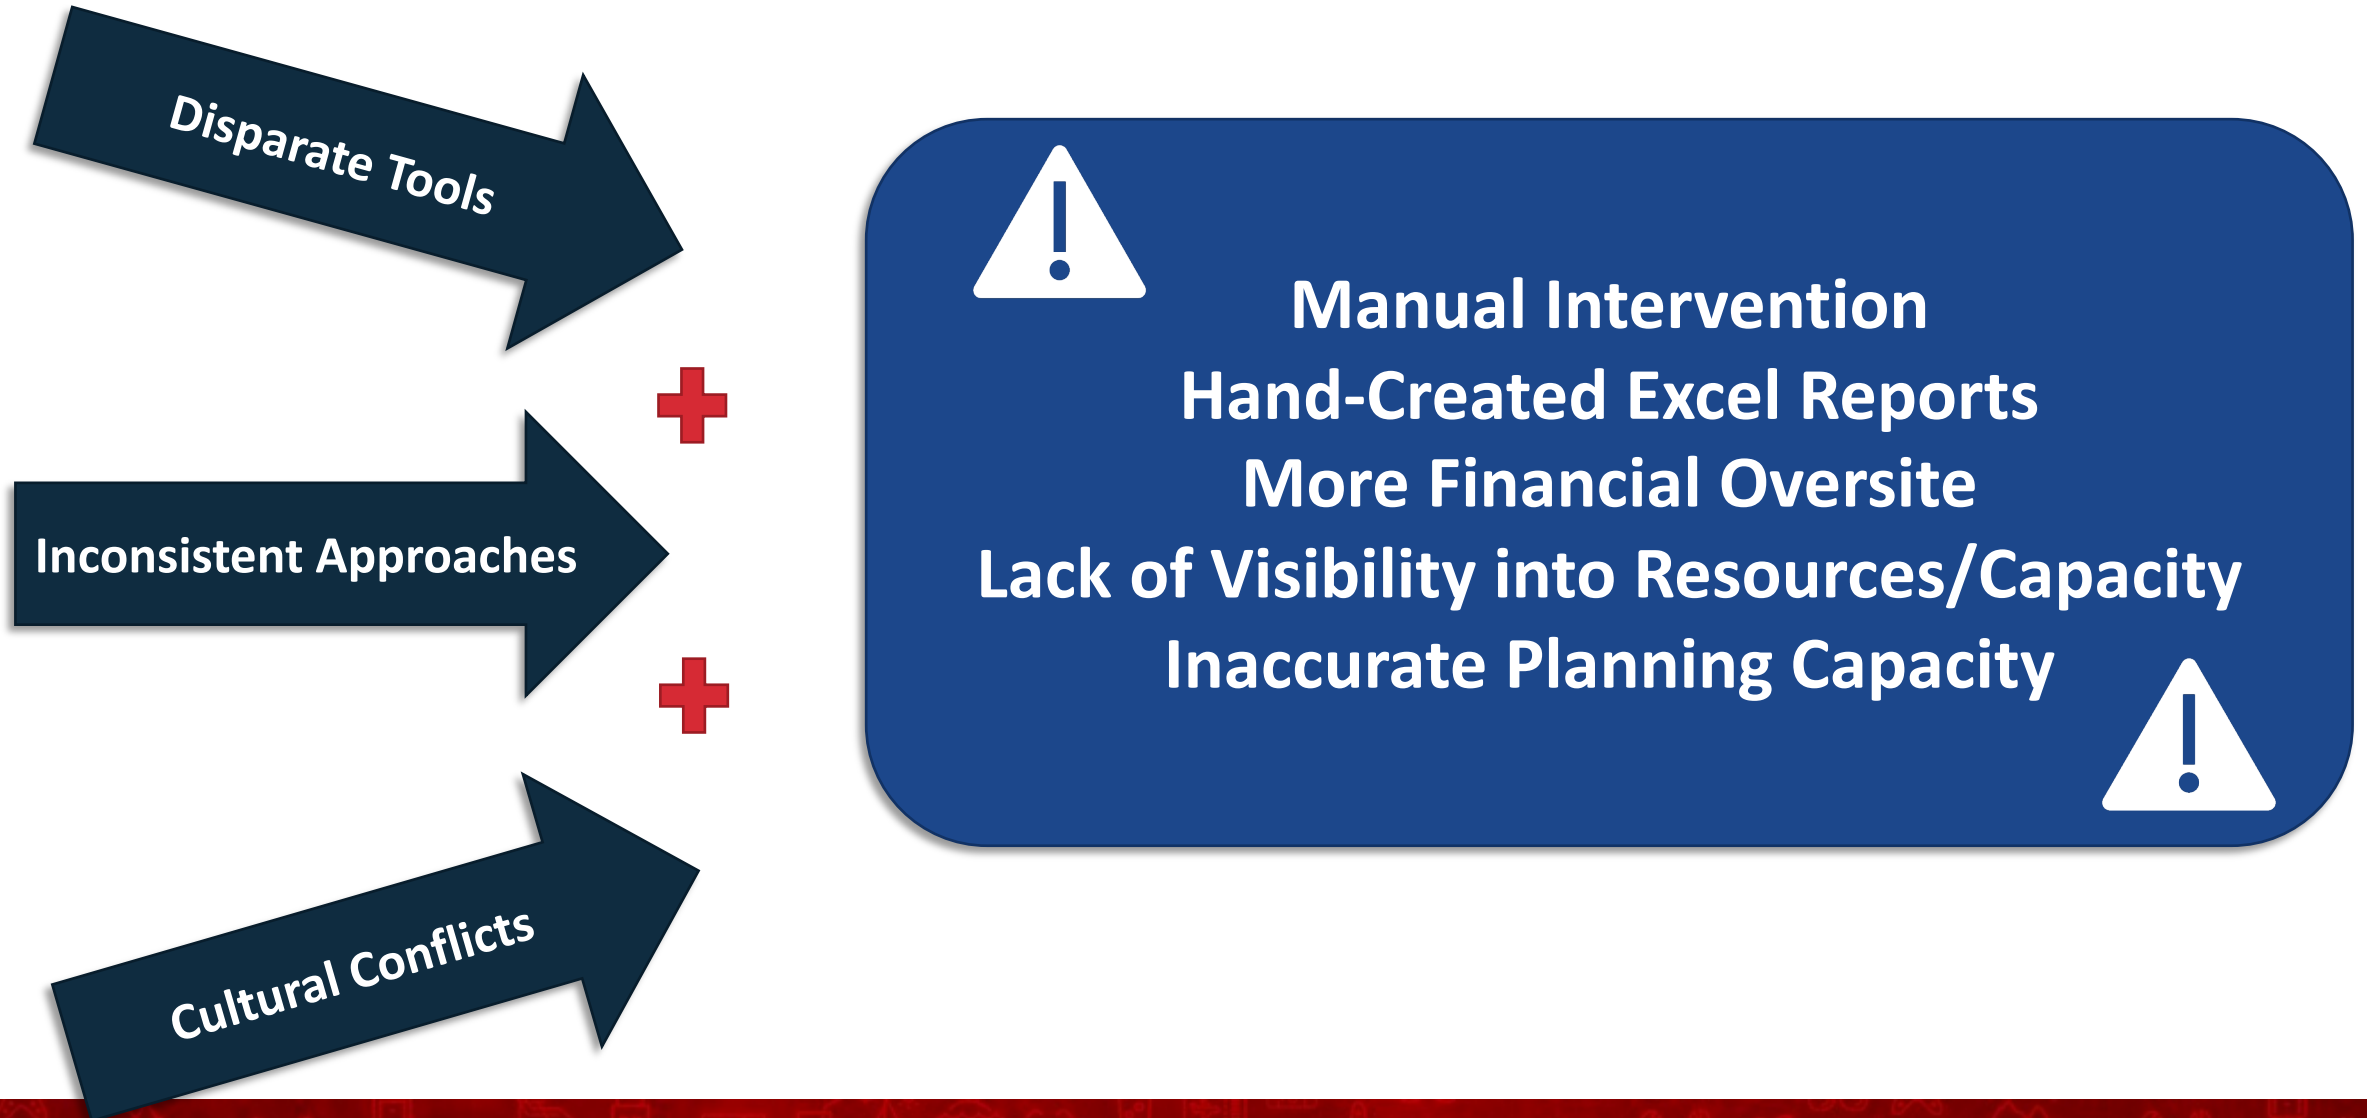 Disparate Tools
Inconsistent Approaches
Cultural Conflicts
Manual Intervention
Hand-Created Excel Reports
More Financial Oversite
Lack of Visibility into Resources/Capacity
Inaccurate Planning Capacity